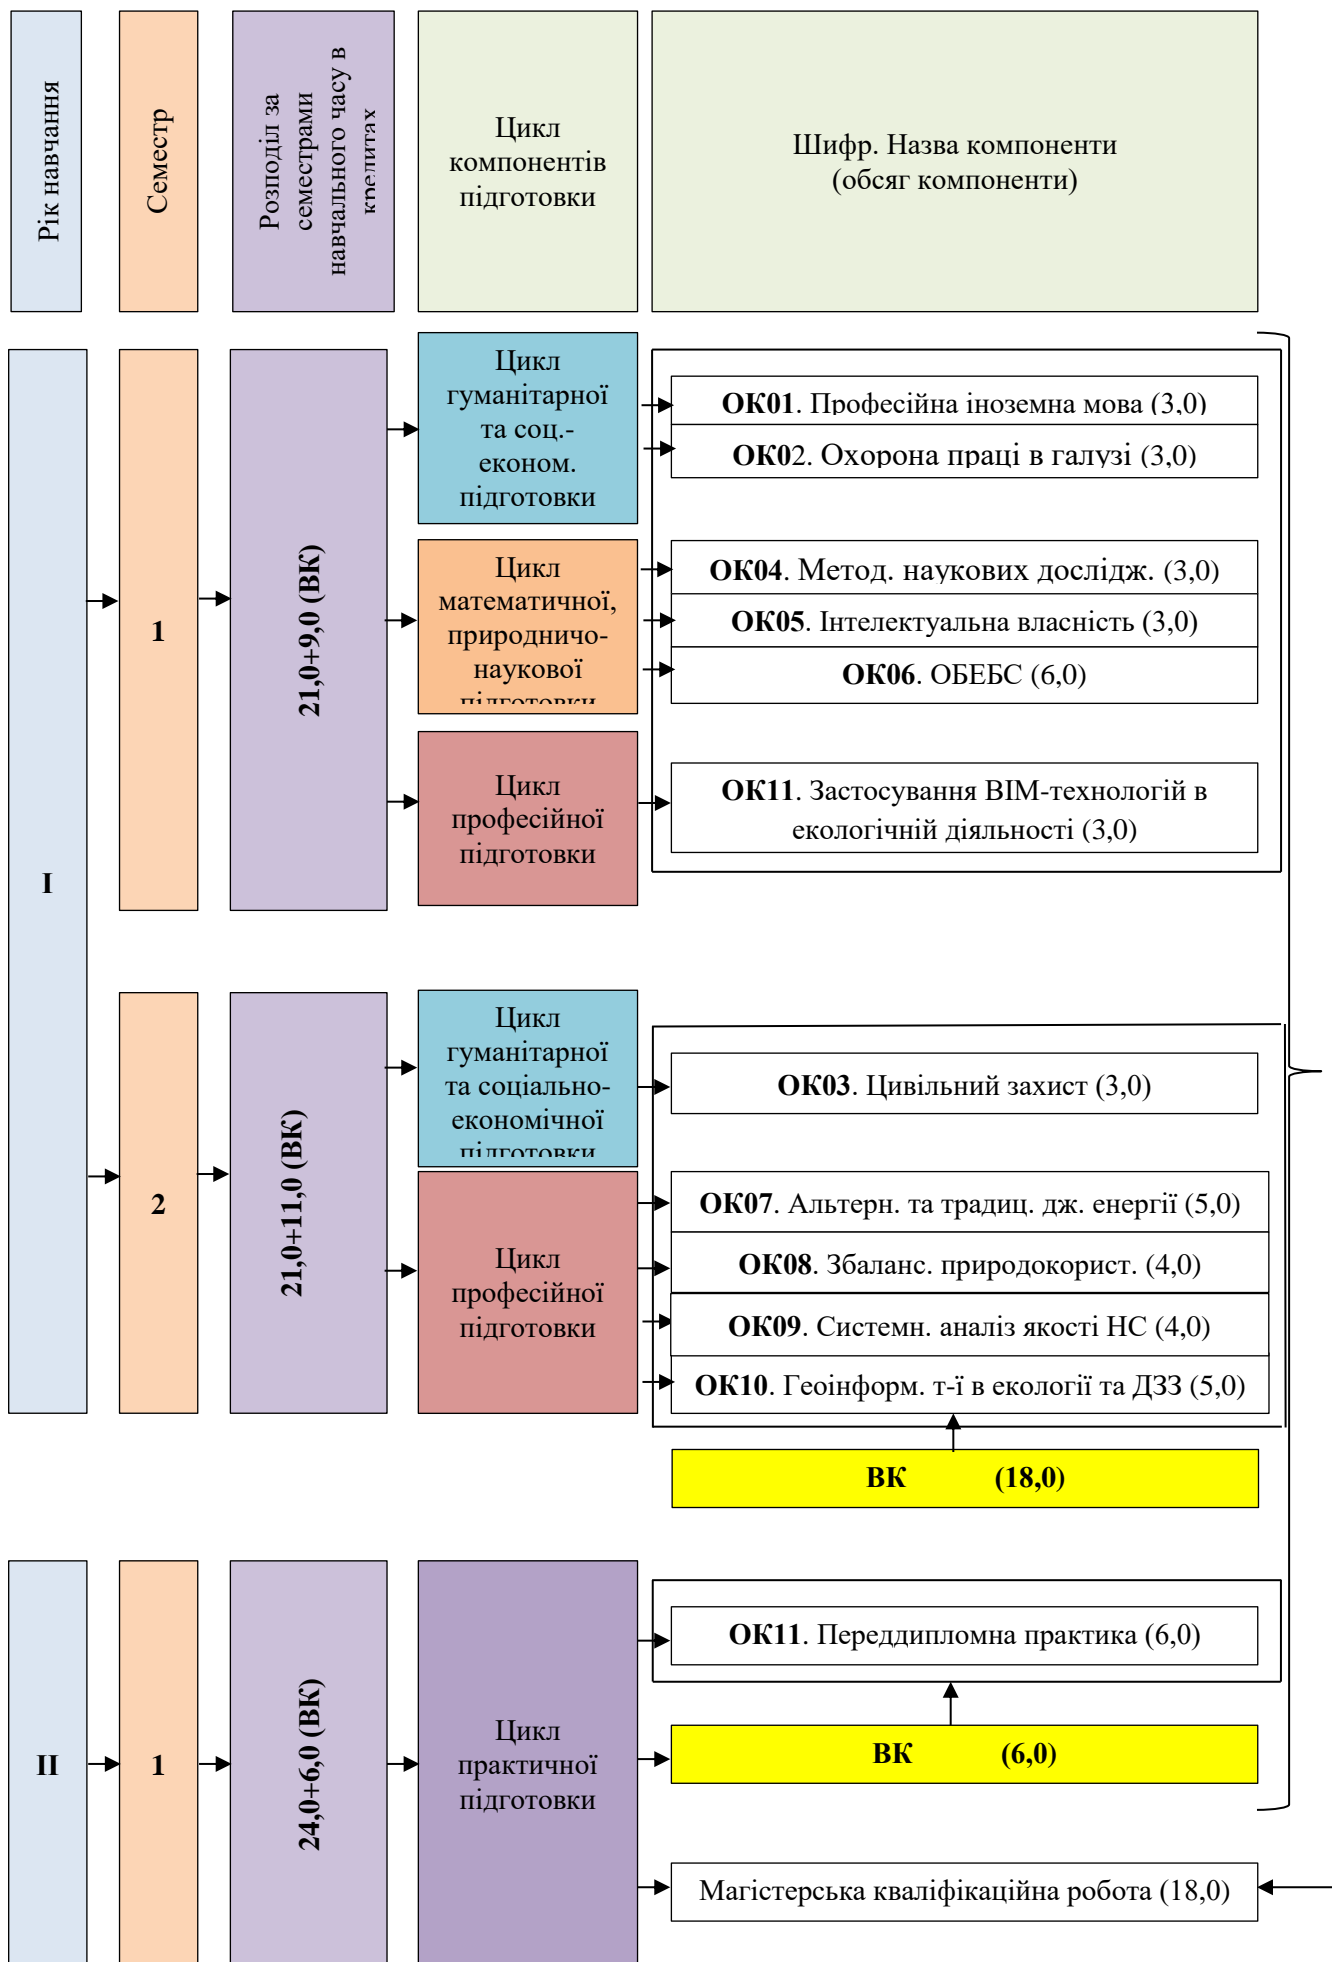 Рік навчання
Семестр
Розподіл за
семестрами
навчального часу в
кредитах
Цикл
компонентів
підготовки
Шифр. Назва компоненти
(обсяг компоненти)
I
1
21,0+9,0 (ВК)
Цикл
гуманітарної
та соц.-
економ.
підготовки
ОК01. Професійна іноземна мова (3,0)
ОК02. Охорона праці в галузі (3,0)
Цикл
математичної,
природничо-
наукової
підготовки
ОК04. Метод. наукових дослідж. (3,0)
ОК05. Інтелектуальна власність (3,0)
ОК06. ОБЕБС (6,0)
Цикл
професійної
підготовки
ОК11. Застосування BIM-технологій в
екологічній діяльності (3,0)
2
21,0+11,0 (ВК)
Цикл
гуманітарної
та соціально-
економічної
підготовки
ОК03. Цивільний захист (3,0)
Цикл
професійної
підготовки
ОК07. Альтерн. та традиц. дж. енергії (5,0)
ОК08. Збаланс. природокорист. (4,0)
ОК09. Системн. аналіз якості НС (4,0)
ОК10. Геоінформ. т-ї в екології та ДЗЗ (5,0)
ВК (18,0)
II
1
24,0+6,0 (ВК)
Цикл
практичної
підготовки
ОК11. Переддипломна практика (6,0)
ВК (6,0)
Магістерська кваліфікаційна робота (18,0)